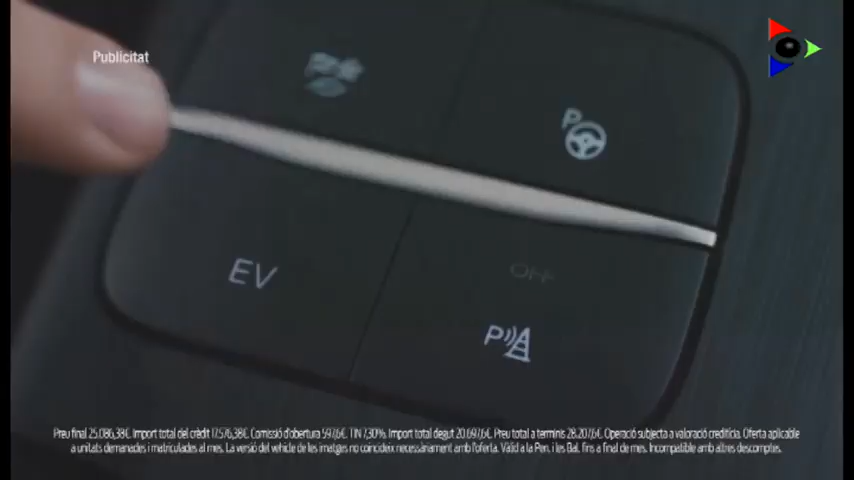 Publicitat
P
EV
OFF
P
Preu final 25.086,38€. Import total del crèdit 17.576,38€. Comissió d'obertura 597,6€. TIN 7,30%. Import total degut 20.697,6€. Preu total a terminis 28.207,6€. Operació subjecta a valoració creditícia. Oferta aplicable
a unitats demanades i matriculades al mes. La versió del vehicle de les imatges no coincideix necessàriament amb l'oferta. Vàlid a la Pen. i les Bal. fins a final de mes. Incompatible amb altres descomptes.